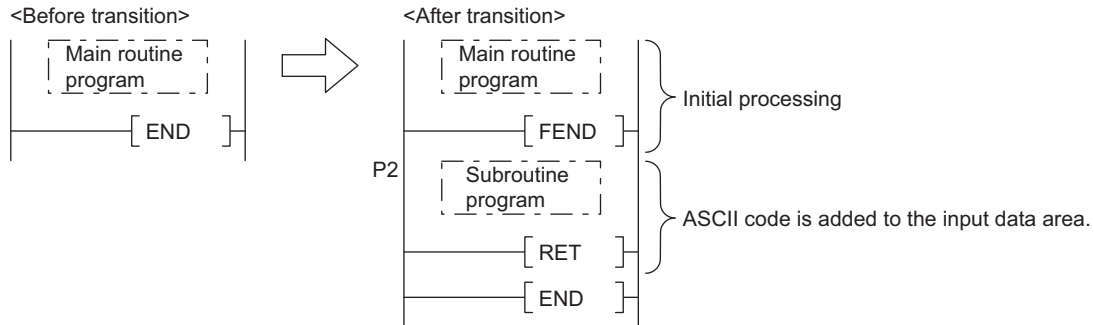 <Before transition>
Main routine
program
END
<After transition>
Main routine
program
FEND
Initial processing
P2
Subroutine
program
RET
ASCII code is added to the input data area.
END